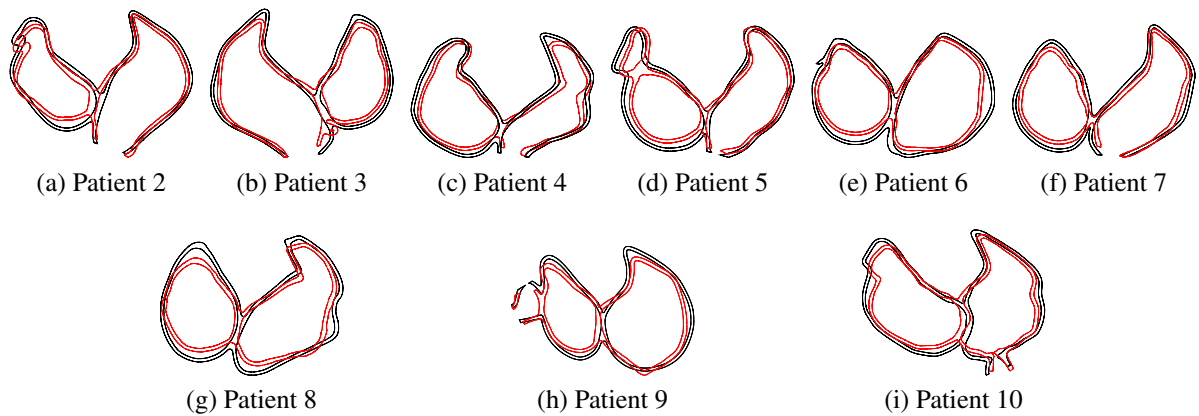 (a) Patient 2 (b) Patient 3 (c) Patient 4 (d) Patient 5 (e) Patient 6 (f) Patient 7
(g) Patient 8 (h) Patient 9 (i) Patient 10